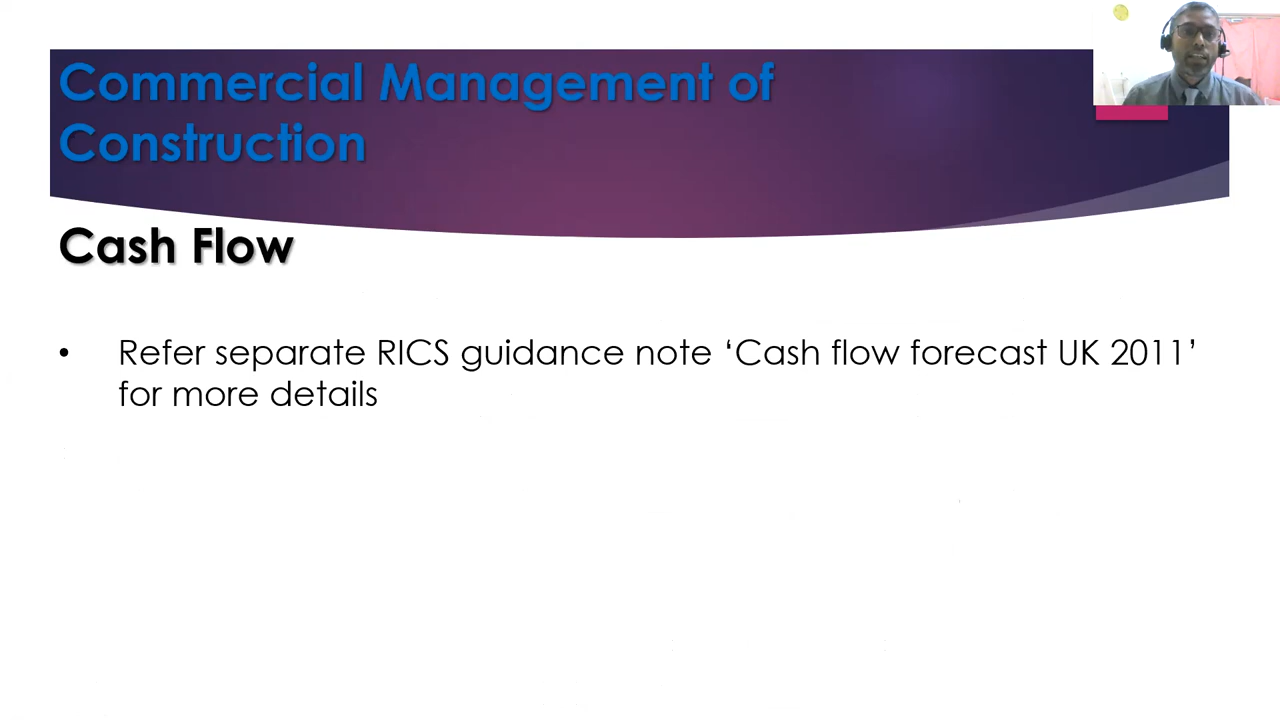 Commercial Management of
Construction
Cash Flow
• Refer separate RICS guidance note ‘Cash flow forecast UK 2011’
for more details